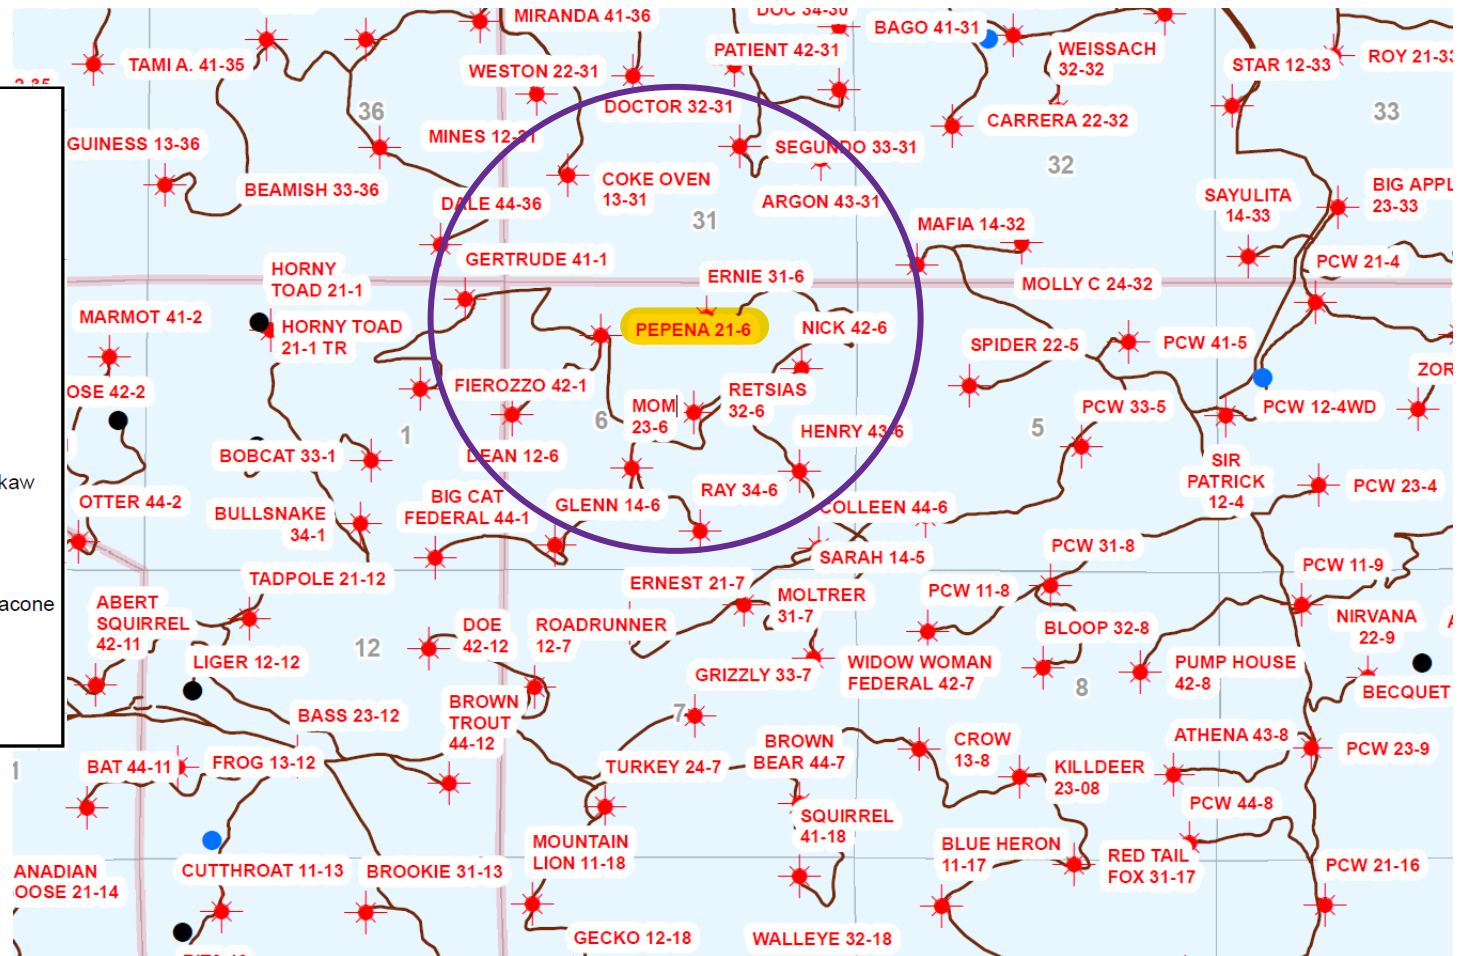 MIRANDA 41-36
DOC 34-30
BAGO 41-31
PATIENT 42-31
WEISSACH
32-32
STAR 12-33
ROY 21-33
TAMI A. 41-35
WESTON 22-31
2-35
DOCTOR 32-31
36
33
CARRERA 22-32
MINES 12-31
GUINESS 13-36
SEGUNDO 33-31
32
COKE OVEN
13-31
BEAMISH 33-36
BIG APPL
23-33
SAYULITA
14-33
DALE 44-36
ARGON 43-31
31
MAFIA 14-32
GERTRUDE 41-1
PCW 21-4
HORNY
TOAD 21-1
ERNIE 31-6
MOLLY C 24-32
MARMOT 41-2
HORNY TOAD
21-1 TR
PEPENA 21-6
NICK 42-6
SPIDER 22-5
PCW 41-5
ZOR
OSE 42-2
FIEROZZO 42-1
RETSIAS
32-6
MOM
23-6
PCW 33-5
PCW 12-4WD
6
1
5
HENRY 43-6
BOBCAT 33-1
DEAN 12-6
SIR
PATRICK
12-4
kaw
RAY 34-6
PCW 23-4
OTTER 44-2
BIG CAT
FEDERAL 44-1
GLENN 14-6
BULLSNAKE
34-1
COLLEEN 44-6
PCW 31-8
SARAH 14-5
PCW 11-9
TADPOLE 21-12
ERNEST 21-7
PCW 11-8
acone
ABERT
SQUIRREL
42-11
MOLTRER
31-7
NIRVANA
22-9
A
DOE
42-12
ROADRUNNER
12-7
BLOOP 32-8
12
LIGER 12-12
GRIZZLY 33-7
WIDOW WOMAN
FEDERAL 42-7
PUMP HOUSE
42-8
8
BECQUET
BROWN
TROUT
44-12
7
BASS 23-12
ATHENA 43-8
PCW 23-9
BROWN
BEAR 44-7
CROW
13-8
BAT 44-11
FROG 13-12
TURKEY 24-7
KILLDEER
23-08
1
PCW 44-8
SQUIRREL
41-18
MOUNTAIN
LION 11-18
BLUE HERON
11-17
RED TAIL
FOX 31-17
PCW 21-16
ANADIAN
OOSE 21-14
CUTTHROAT 11-13
BROOKIE 31-13
GECKO 12-18
WALLEYE 32-18